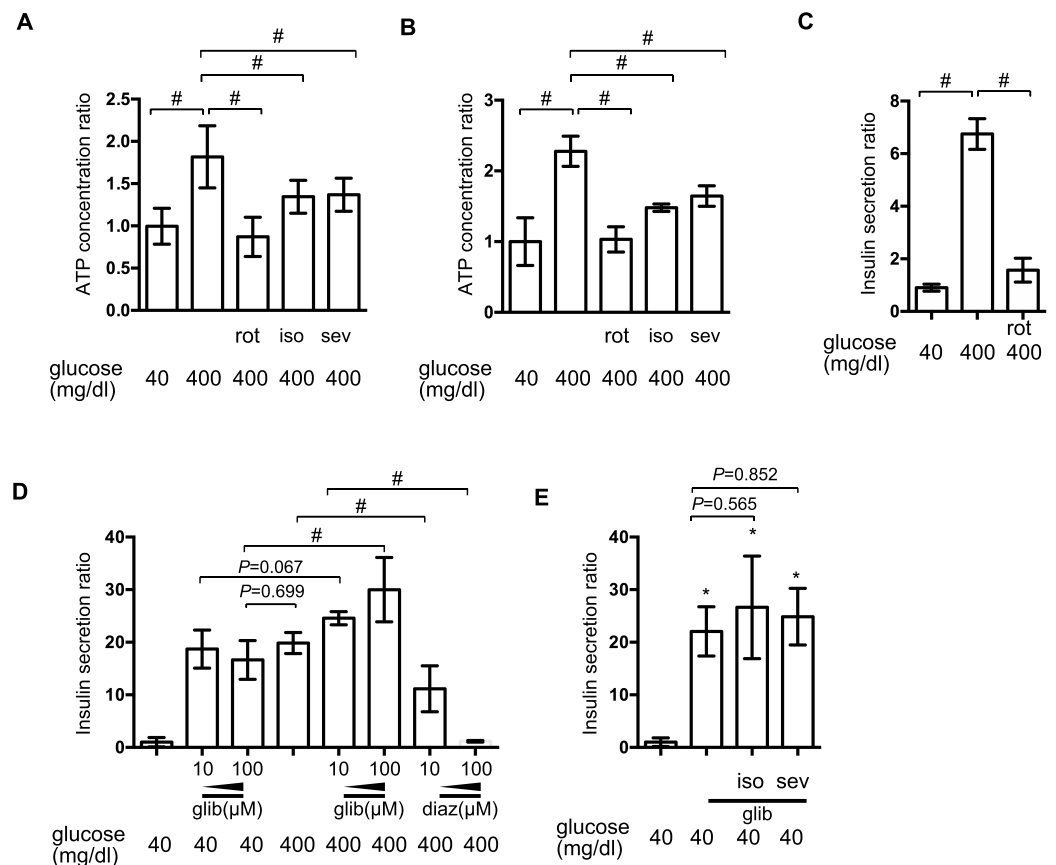 A
#
#
#
#
ATP concentration ratio
2.5
2.0
1.5
1.0
0.5
0.0
rot iso sev
glucose
(mg/dl)
40 400 400 400 400
B
#
#
#
#
ATP concentration ratio
3
2
1
0
rot iso sev
glucose
(mg/dl)
40 400 400 400 400
C
# #
Insulin secretion ratio
8
6
4
2
0
rot
glucose
(mg/dl)
40 400 400
D
#
#
#
P=0.067
P=0.699
Insulin secretion ratio
40
30
20
10
0
10 100 10 100 10 100
glib(µM) glib(µM) diaz(µM)
glucose
(mg/dl)
40 40 40 400 400 400 400 400
E
P=0.852
P=0.565
* * *
Insulin secretion ratio
40
30
20
10
0
iso sev
glib
glucose
(mg/dl)
40 40 40 40